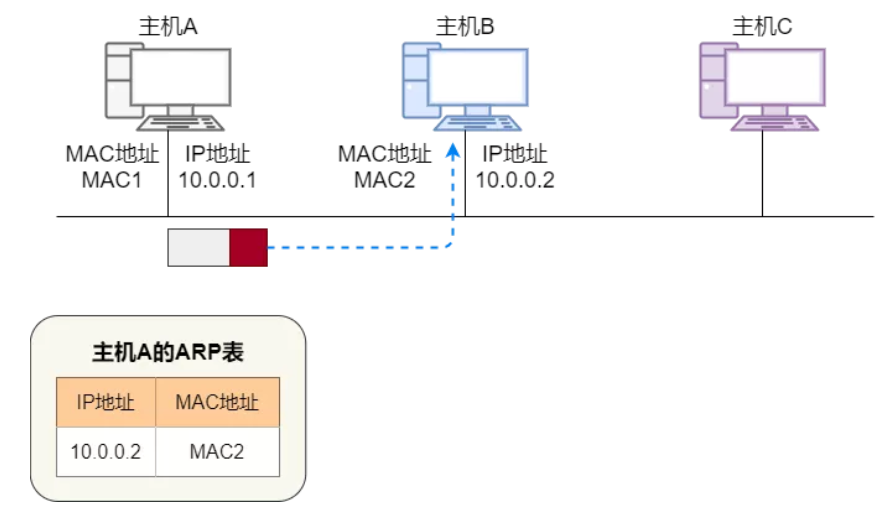 主机A
主机B
主机C
MAC地址
MAC1
IP地址
10.0.0.1
MAC地址
MAC2
IP地址
10.0.0.2
主机A的ARP表
IP地址 MAC地址
10.0.0.2 MAC2